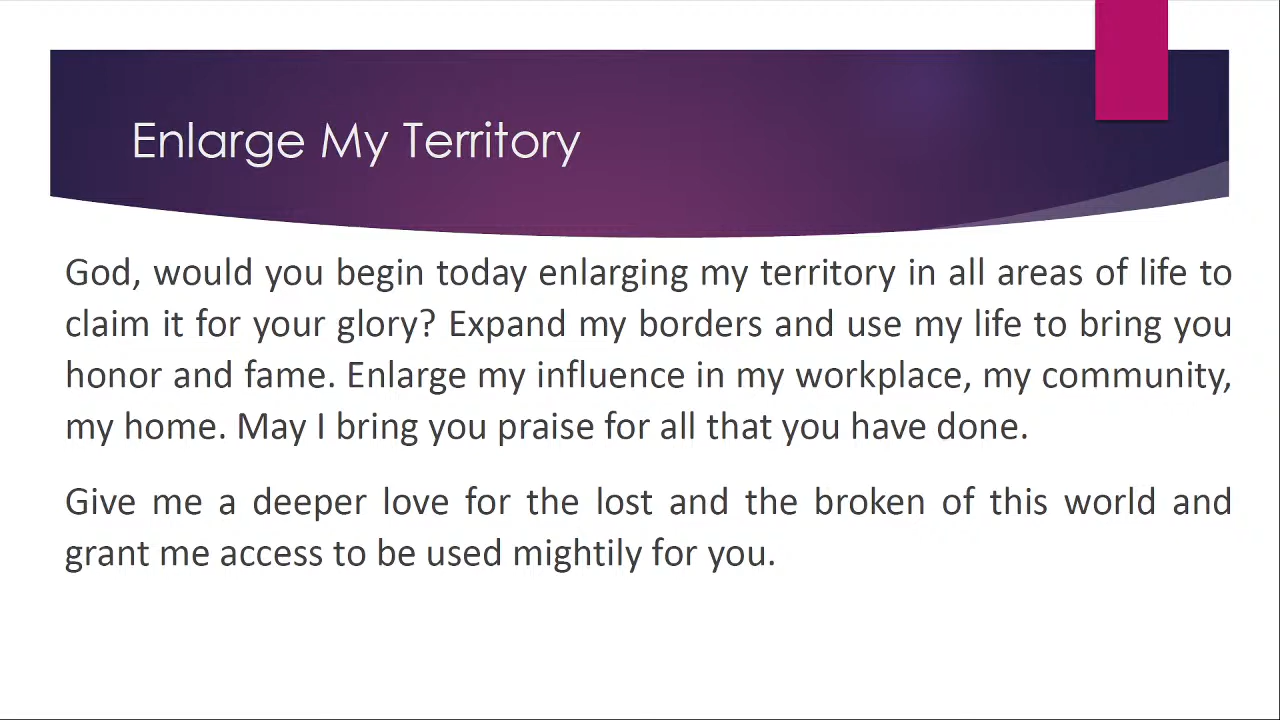 Enlarge My Territory
God, would you begin today enlarging my territory in all areas of life to
claim it for your glory? Expand my borders and use my life to bring you
honor and fame. Enlarge my influence in my workplace, my community,
my home. May I bring you praise for all that you have done.
Give me a deeper love for the lost and the broken of this world and
grant me access to be used mightily for you.